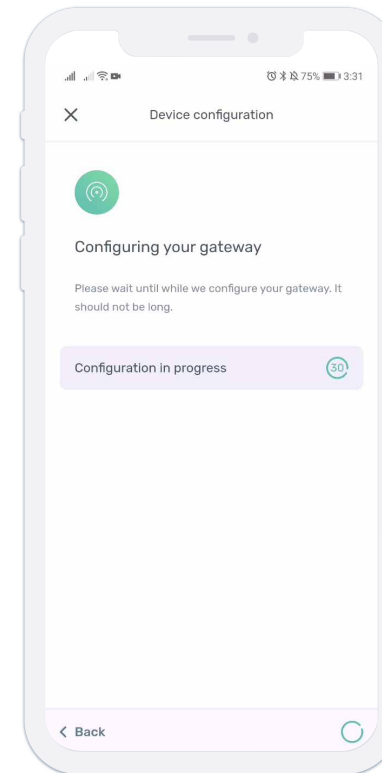 75% 3:31
Device configuration
Configuring your gateway
Please wait until while we configure your gateway. It
should not be long.
Configuration in progress 30
Back